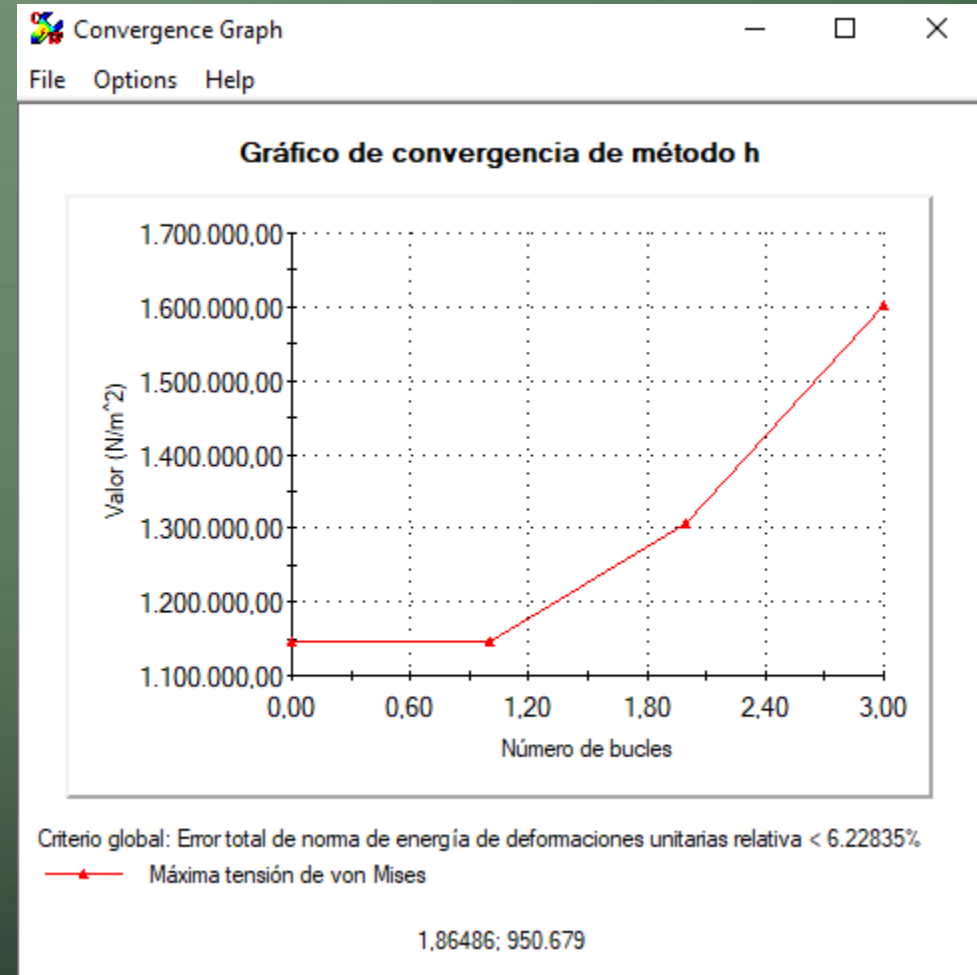 Convergence Graph
File Options Help
Gráfico de convergencia de método h
1.700.000,00
1.600.000,00
1.500.000,00
1.400.000,00
1.300.000,00
1.200.000,00
1.100.000,00
Valor (N/m^2)
0,00 0,60 1,20 1,80 2,40 3,00
Número de bucles
Criterio global: Error total de norma de energía de deformaciones unitarias relativa < 6.22835%
Máxima tensión de von Mises
1,86486; 950.679